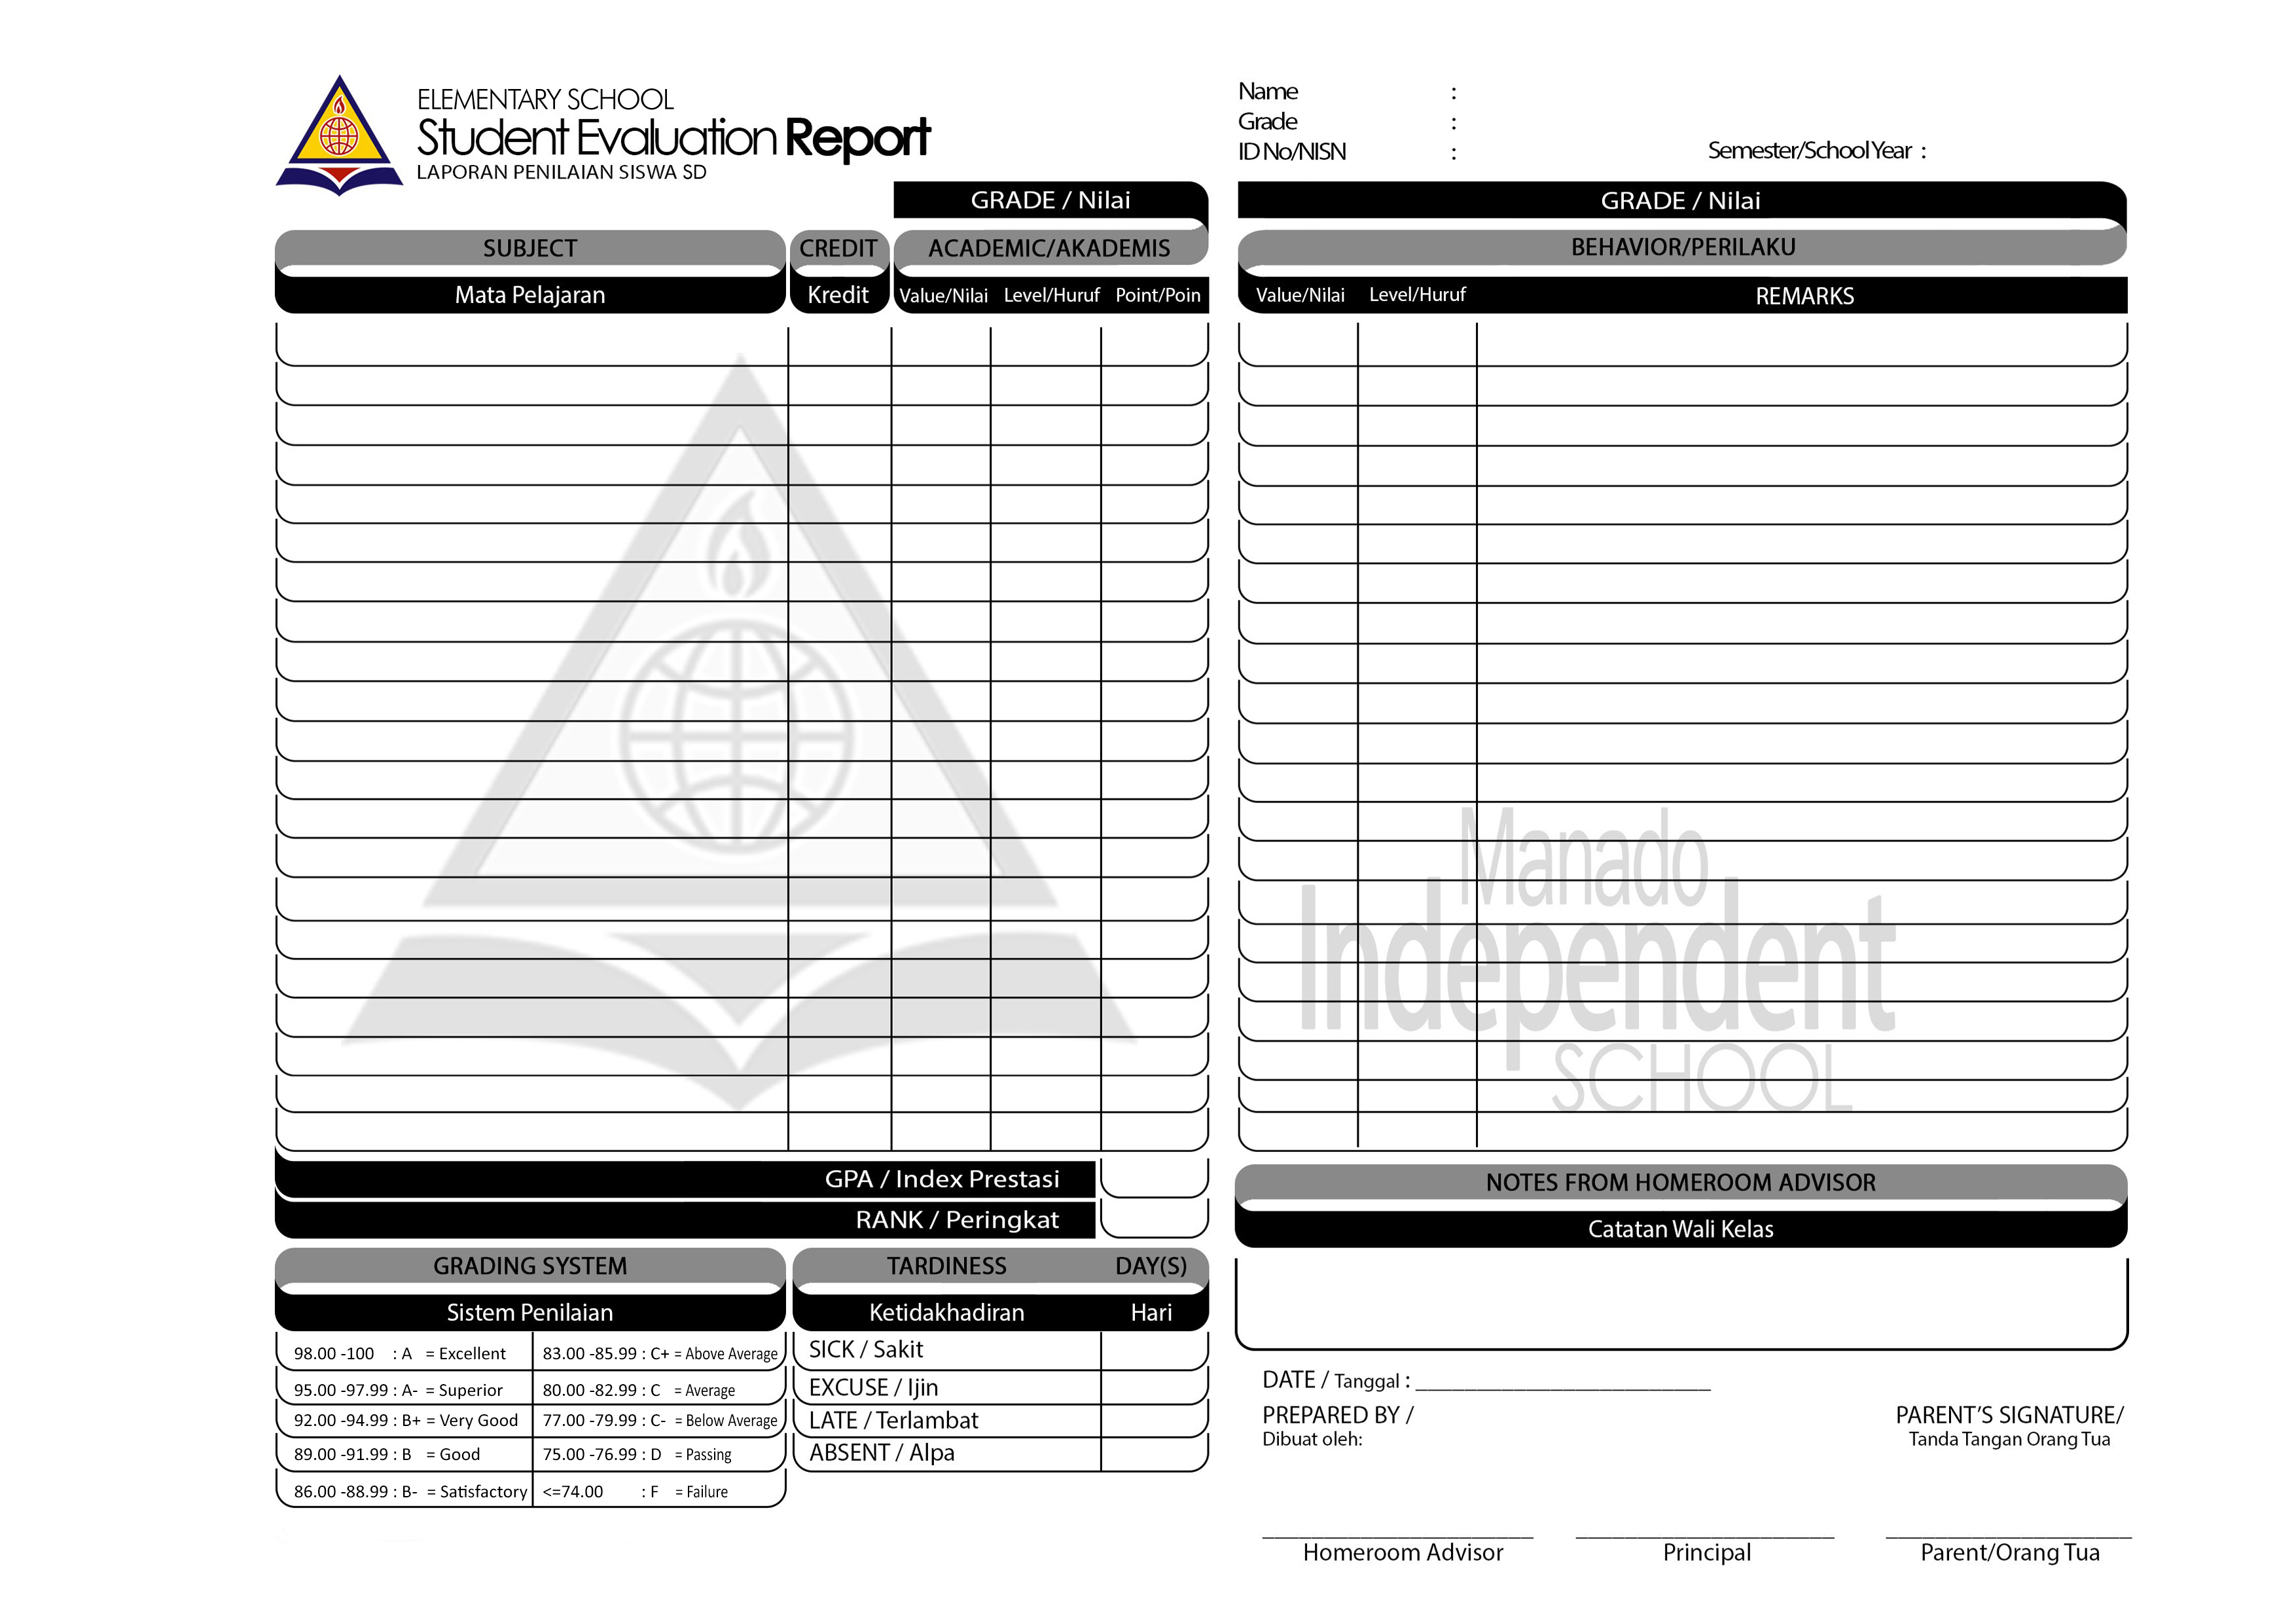 ELEMENTARY SCHOOL
Student Evaluation Report
LAPORAN PENILAIAN SISWA SD
Name :
Grade :
ID No/NISN :
Semester/School Year :
GRADE / Nilai
SUBJECT CREDIT ACADEMIC/AKADEMIS
Mata Pelajaran Kredit Value/Nilai Level/Huruf Point/Poin
GRADE / Nilai
BEHAVIOR/PERILAKU
Value/Nilai Level/Huruf REMARKS
Manado
Independent
SCHOOL
GPA / Index Prestasi
RANK / Peringkat
GRADING SYSTEM
Sistem Penilaian
98.00 -100 : A = Excellent 83.00 -85.99 : C+ = Above Average
95.00 -97.99 : A- = Superior 80.00 -82.99 : C = Average
92.00 -94.99 : B+ = Very Good 77.00 -79.99 : C- = Below Average
89.00 -91.99 : B = Good 75.00 -76.99 : D = Passing
86.00 -88.99 : B- = Satisfactory <=74.00 : F = Failure
TARDINESS DAY(S)
Ketidakhadiran Hari
SICK / Sakit
EXCUSE / Ijin
LATE / Terlambat
ABSENT / Alpa
NOTES FROM HOMEROOM ADVISOR
Catatan Wali Kelas
DATE / Tanggal : ________________________
PREPARED BY /
Dibuat oleh:
PARENT’S SIGNATURE/
Tanda Tangan Orang Tua
Homeroom Advisor Principal Parent/Orang Tua